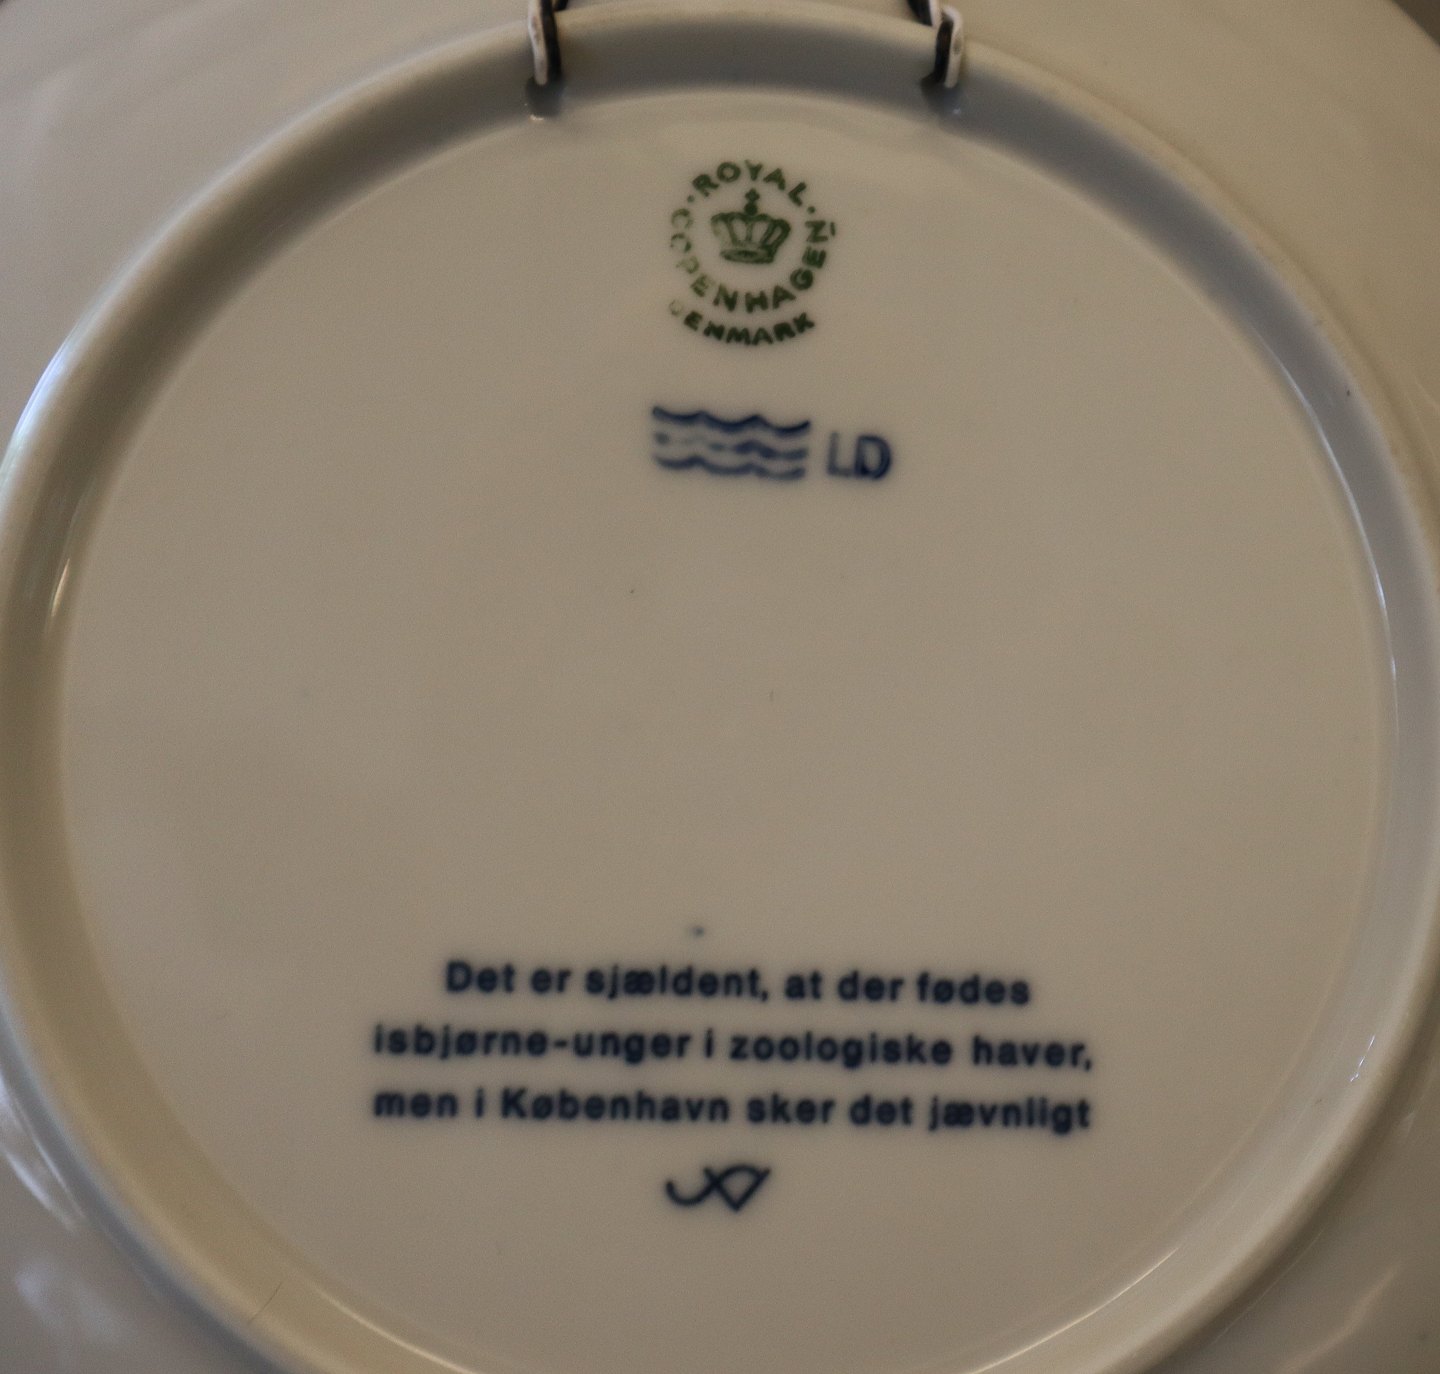 ROYAL
COPENHAGEN
DENMARK
LD
Det er sjældent, at der fødes
isbjørne-unger i zoologiske haver,
men i København sker det jævnligt